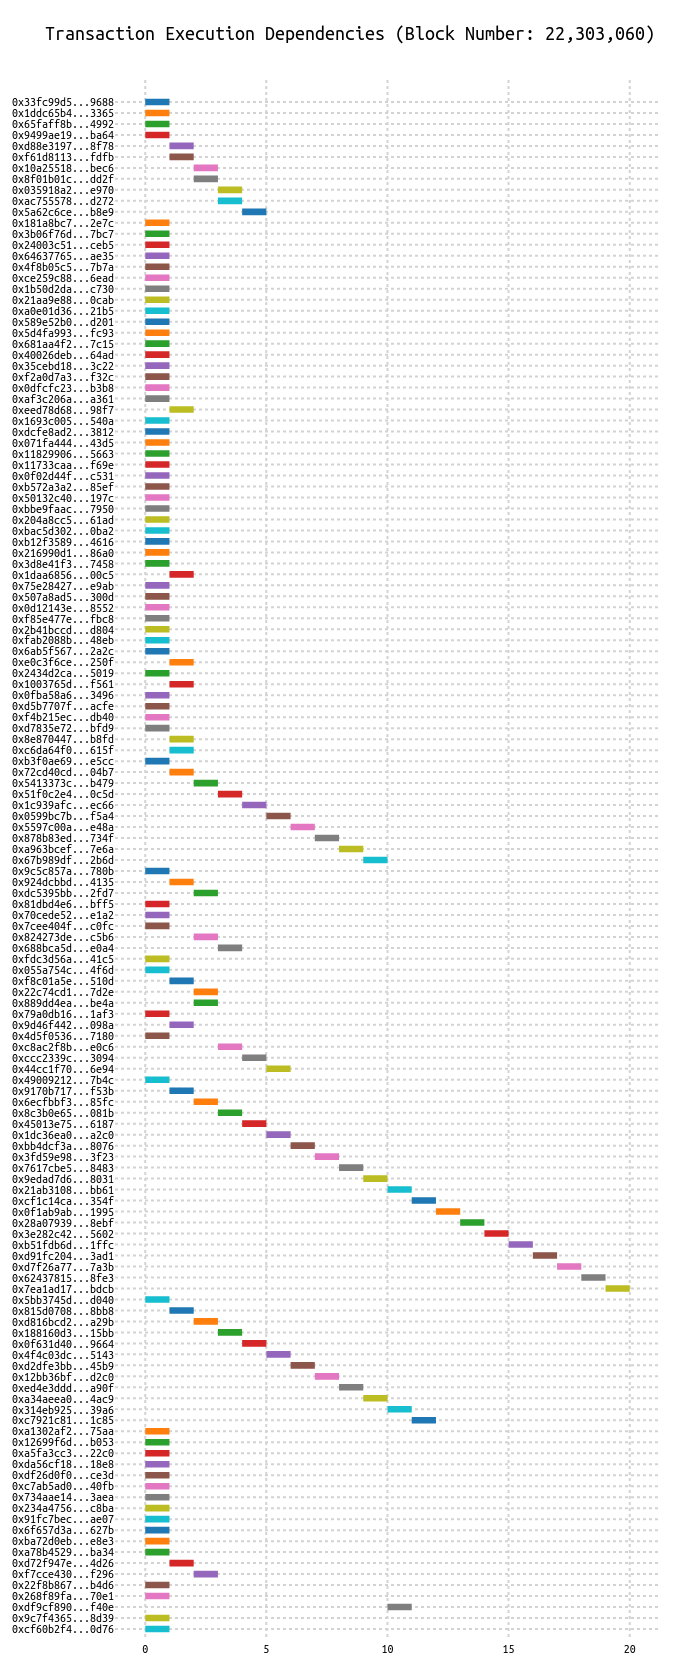 Transaction Execution Dependencies (Block Number: 22,303,060)
0x33fc99d5...9688
0x1ddc65b4...3365
0x65faff8b...4992
0x9499ae19...ba64
0xd88e3197...8f78
0xf61d8113...fdfb
0x10a25518...bec6
0x8f01b01c...dd2f
0x035918a2...e970
0xac755578...d272
0x5a62c6ce...b8e9
0x181a8bc7...2e7c
0x3b06f76d...7bc7
0x24003c51...ceb5
0x64637765...ae35
0x4f8b05c5...7b7a
0xce259c88...6ead
0x1b50d2da...c730
0x21aa9e88...0cab
0xa0e01d36...21b5
0x589e52b0...d201
0x5d4fa993...fc93
0x681aa4f2...7c15
0x40026deb...64ad
0x35cebd18...3c22
0xf2a0d7a3...f32c
0x0dfcfc23...b3b8
0xaf3c206a...a361
0xeed78d68...98f7
0x1693c005...540a
0xdcfe8ad2...3812
0x071fa444...43d5
0x11829906...5663
0x11733caa...f69e
0x0f02d44f...c531
0xb572a3a2...85ef
0x50132c40...197c
0xbbe9faac...7950
0x204a8cc5...61ad
0xbac5d302...0ba2
0xb12f3589...4616
0x216990d1...86a0
0x3d8e41f3...7458
0x1daa6856...00c5
0x75e28427...e9ab
0x507a8ad5...300d
0x0d12143e...8552
0xf85e477e...fbc8
0x2b41bccd...d804
0xfab2088b...48eb
0x6ab5f567...2a2c
0xe0c3f6ce...250f
0x2434d2ca...5019
0x1003765d...f561
0x0fba58a6...3496
0xd5b7707f...acfe
0xf4b215ec...db40
0xd7835e72...bfd9
0x8e870447...b8fd
0xc6da64f0...615f
0xb3f0ae69...e5cc
0x72cd40cd...04b7
0x5413373c...b479
0x51f0c2e4...0c5d
0x1c939afc...ec66
0x0599bc7b...f5a4
0x5597c00a...e48a
0x878b83ed...734f
0xa963bcef...7e6a
0x67b989df...2b6d
0x9c5c857a...780b
0x924dcbbd...4135
0xdc5395bb...2fd7
0x81dbd4e6...bff5
0x70cede52...e1a2
0x7cee404f...c0fc
0x824273de...c5b6
0x688bca5d...e0a4
0xfdc3d56a...41c5
0x055a754c...4f6d
0xf8c01a5e...510d
0x22c74cd1...7d2e
0x889dd4ea...be4a
0x79a0db16...1af3
0x9d46f442...098a
0x4d5f0536...7180
0xc8ac2f8b...e0c6
0xccc2339c...3094
0x44cc1f70...6e94
0x49009212...7b4c
0x9170b717...f53b
0x6ecfbbf3...85fc
0x8c3b0e65...081b
0x45013e75...6187
0x1dc36ea0...a2c0
0xbb4dcf3a...8076
0x3fd59e98...3f23
0x7617cbe5...8483
0x9edad7d6...8031
0x21ab3108...bb61
0xcf1c14ca...354f
0x0f1ab9ab...1995
0x28a07939...8ebf
0x3e282c42...5602
0xb51fdb6d...1ffc
0xd91fc204...3ad1
0xd7f26a77...7a3b
0x62437815...8fe3
0x7ea1ad17...bdcb
0x5bb3745d...d040
0x815d0708...8bb8
0xd816bcd2...a29b
0x188160d3...15bb
0x0f631d40...9664
0x4f4c03dc...5143
0xd2dfe3bb...45b9
0x12bb36bf...d2c0
0xed4e3ddd...a90f
0xa34aeea0...4ac9
0x314eb925...39a6
0xc7921c81...1c85
0xa1302af2...75aa
0x12699f6d...b053
0xa5fa3cc3...22c0
0xda56cf18...18e8
0xdf26d0f0...ce3d
0xc7ab5ad0...40fb
0x734aae14...3aea
0x234a4756...c8ba
0x91fc7bec...ae07
0x6f657d3a...627b
0xba72d0eb...e8e3
0xa78b4529...ba34
0xd72f947e...4d26
0xf7cce430...f296
0x22f8b867...b4d6
0x268f89fa...70e1
0xdf9cf890...f40e
0x9c7f4365...8d39
0xcf60b2f4...0d76
0 5 10 15 20